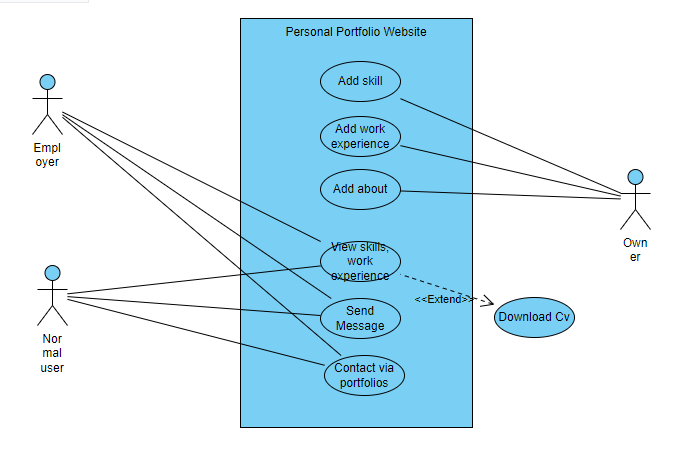 Personal Portfolio Website
Add skill
Empl
oyer
Add work
experience
Add about
Own
er
View skills,
work
experience
<<Extend>>
Send
Message
Download Cv
Nor
mal
user
Contact via
portfolios